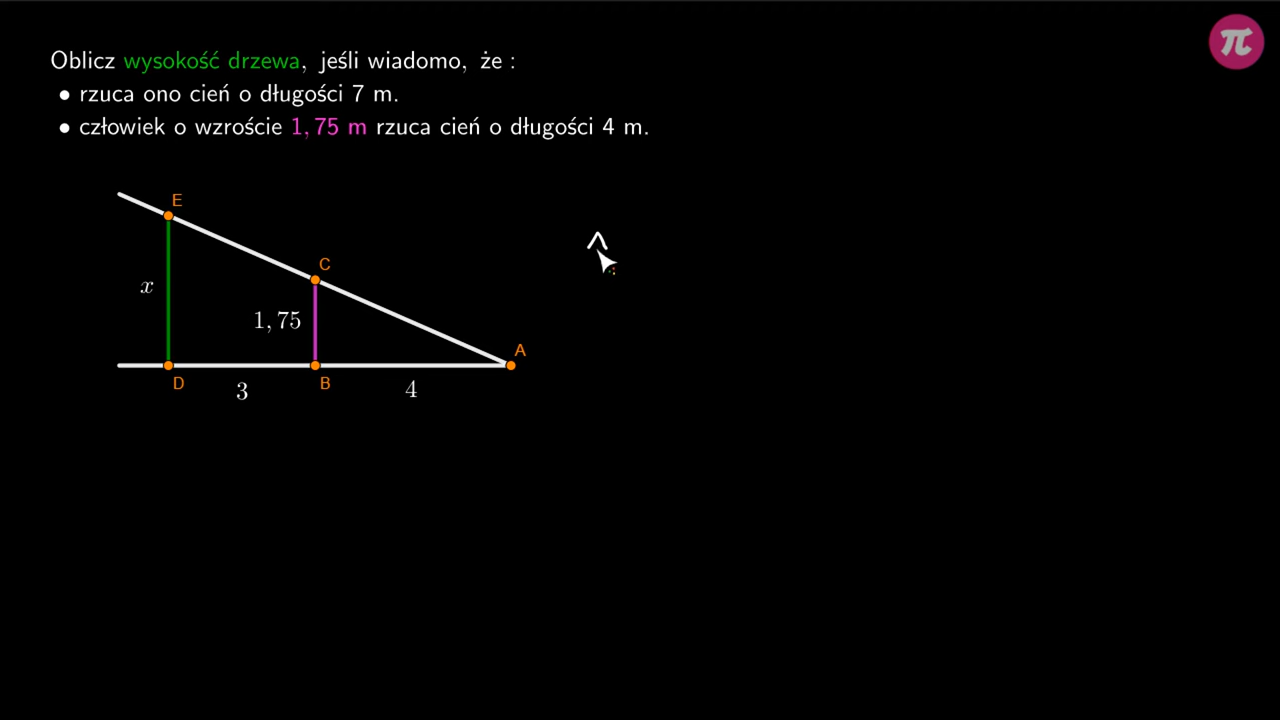 π
Oblicz wysokość drzewa, jeśli wiadomo, że :
• rzuca ono cień o długości 7 m.
• człowiek o wzroście 1, 75 m rzuca cień o długości 4 m.
E
C
x
1, 75
A
D
B
3
4